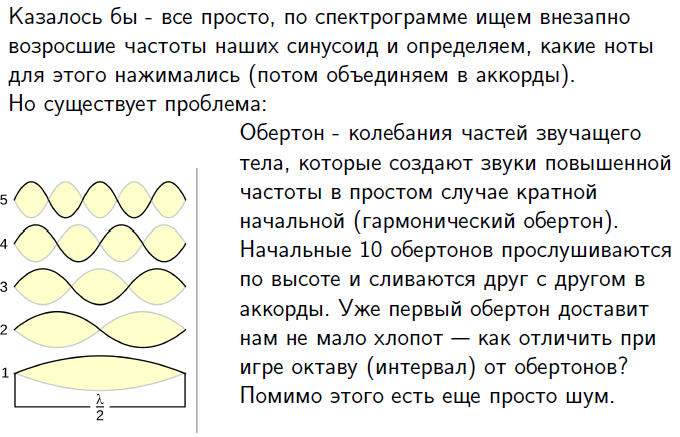 Казалось бы - все просто, по спектрограмме ищем внезапно
возросшие частоты наших синусоид и определяем, какие ноты
для этого нажимались (потом объединяем в аккорды).
Но существует проблема:
Обертон - колебания частей звучащего
тела, которые создают звуки повышенной
частоты в простом случае кратной
начальной (гармонический обертон).
Начальные 10 обертонов прослушиваются
по высоте и сливаются друг с другом в
аккорды. Уже первый обертон доставит
нам не мало хлопот — как отличить при
игре октаву (интервал) от обертонов?
Помимо этого есть еще просто шум.
5
4
3
2
1
λ
2